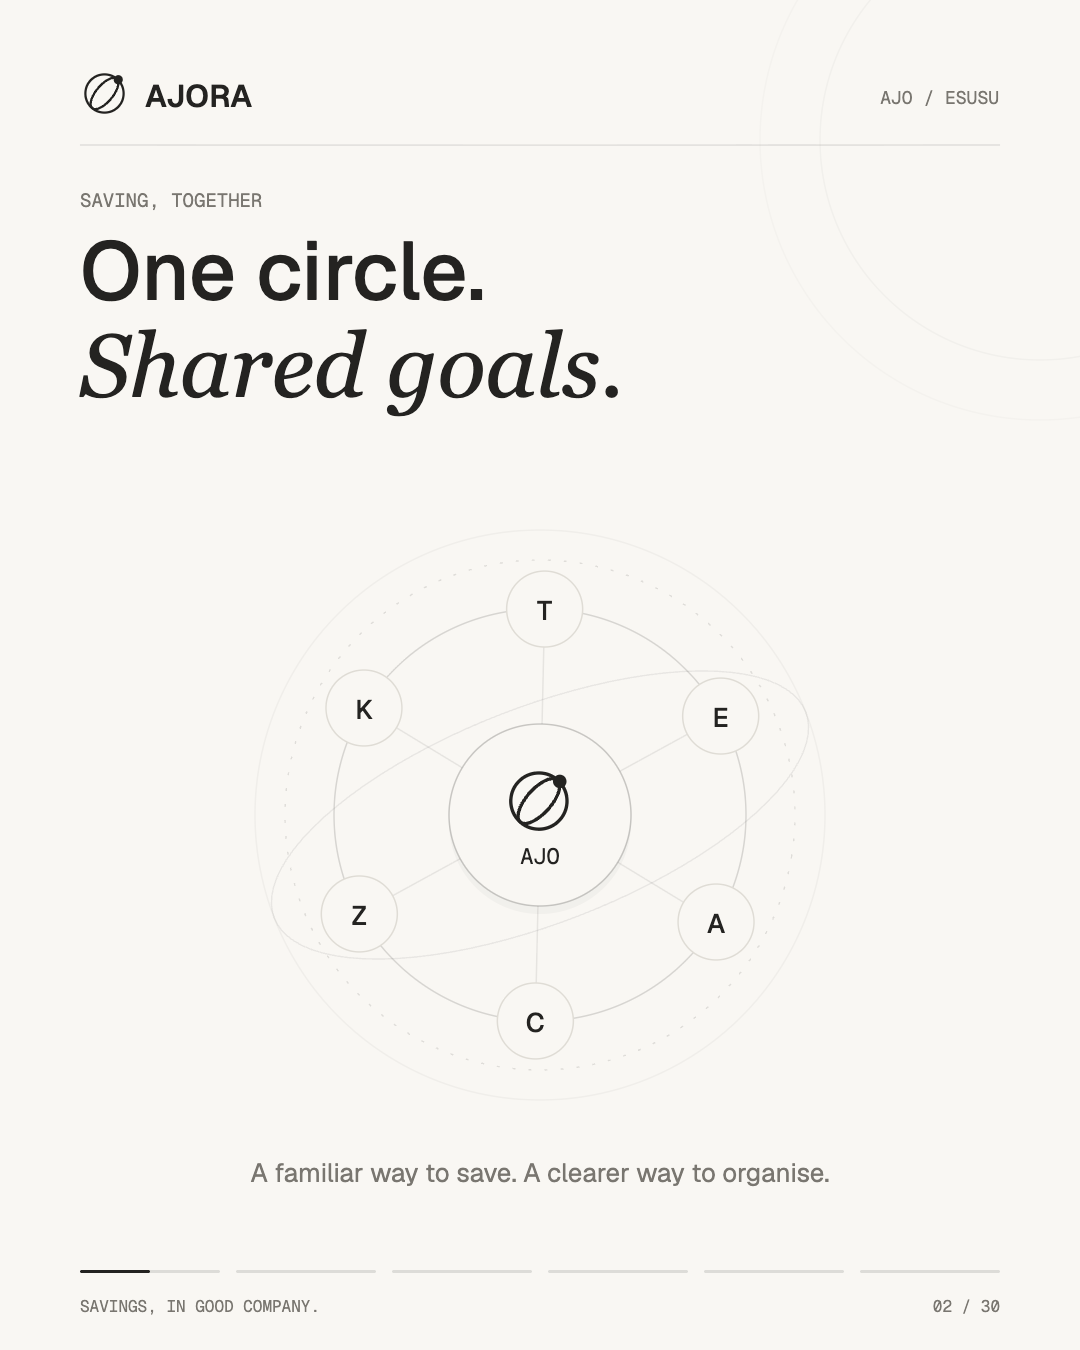 AJORA
AJO / ESUSU
SAVING, TOGETHER
One circle.
Shared goals.
T
K
E
AJO
Z
A
C
A familiar way to save. A clearer way to organise.
SAVINGS, IN GOOD COMPANY.
02 / 30